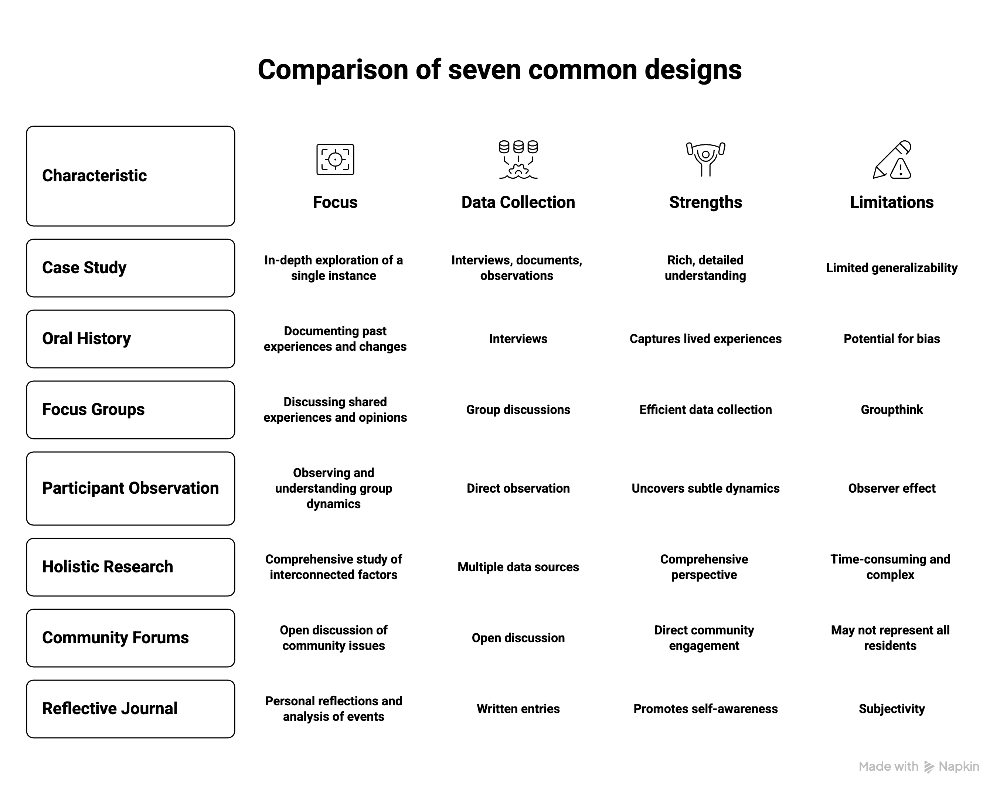 Comparison of seven common designs
Characteristic
Focus
Data Collection
Strengths
Limitations
Case Study
In-depth exploration of a
single instance
Interviews, documents,
observations
Rich, detailed
understanding
Limited generalizability
Oral History
Documenting past
experiences and changes
Interviews
Captures lived experiences
Potential for bias
Focus Groups
Discussing shared
experiences and opinions
Group discussions
Efficient data collection
Groupthink
Participant Observation
Observing and
understanding group
dynamics
Direct observation
Uncovers subtle dynamics
Observer effect
Holistic Research
Comprehensive study of
interconnected factors
Multiple data sources
Comprehensive
perspective
Time-consuming and
complex
Community Forums
Open discussion of
community issues
Open discussion
Direct community
engagement
May not represent all
residents
Reflective Journal
Personal reflections and
analysis of events
Written entries
Promotes self-awareness
Subjectivity
Made with Napkin